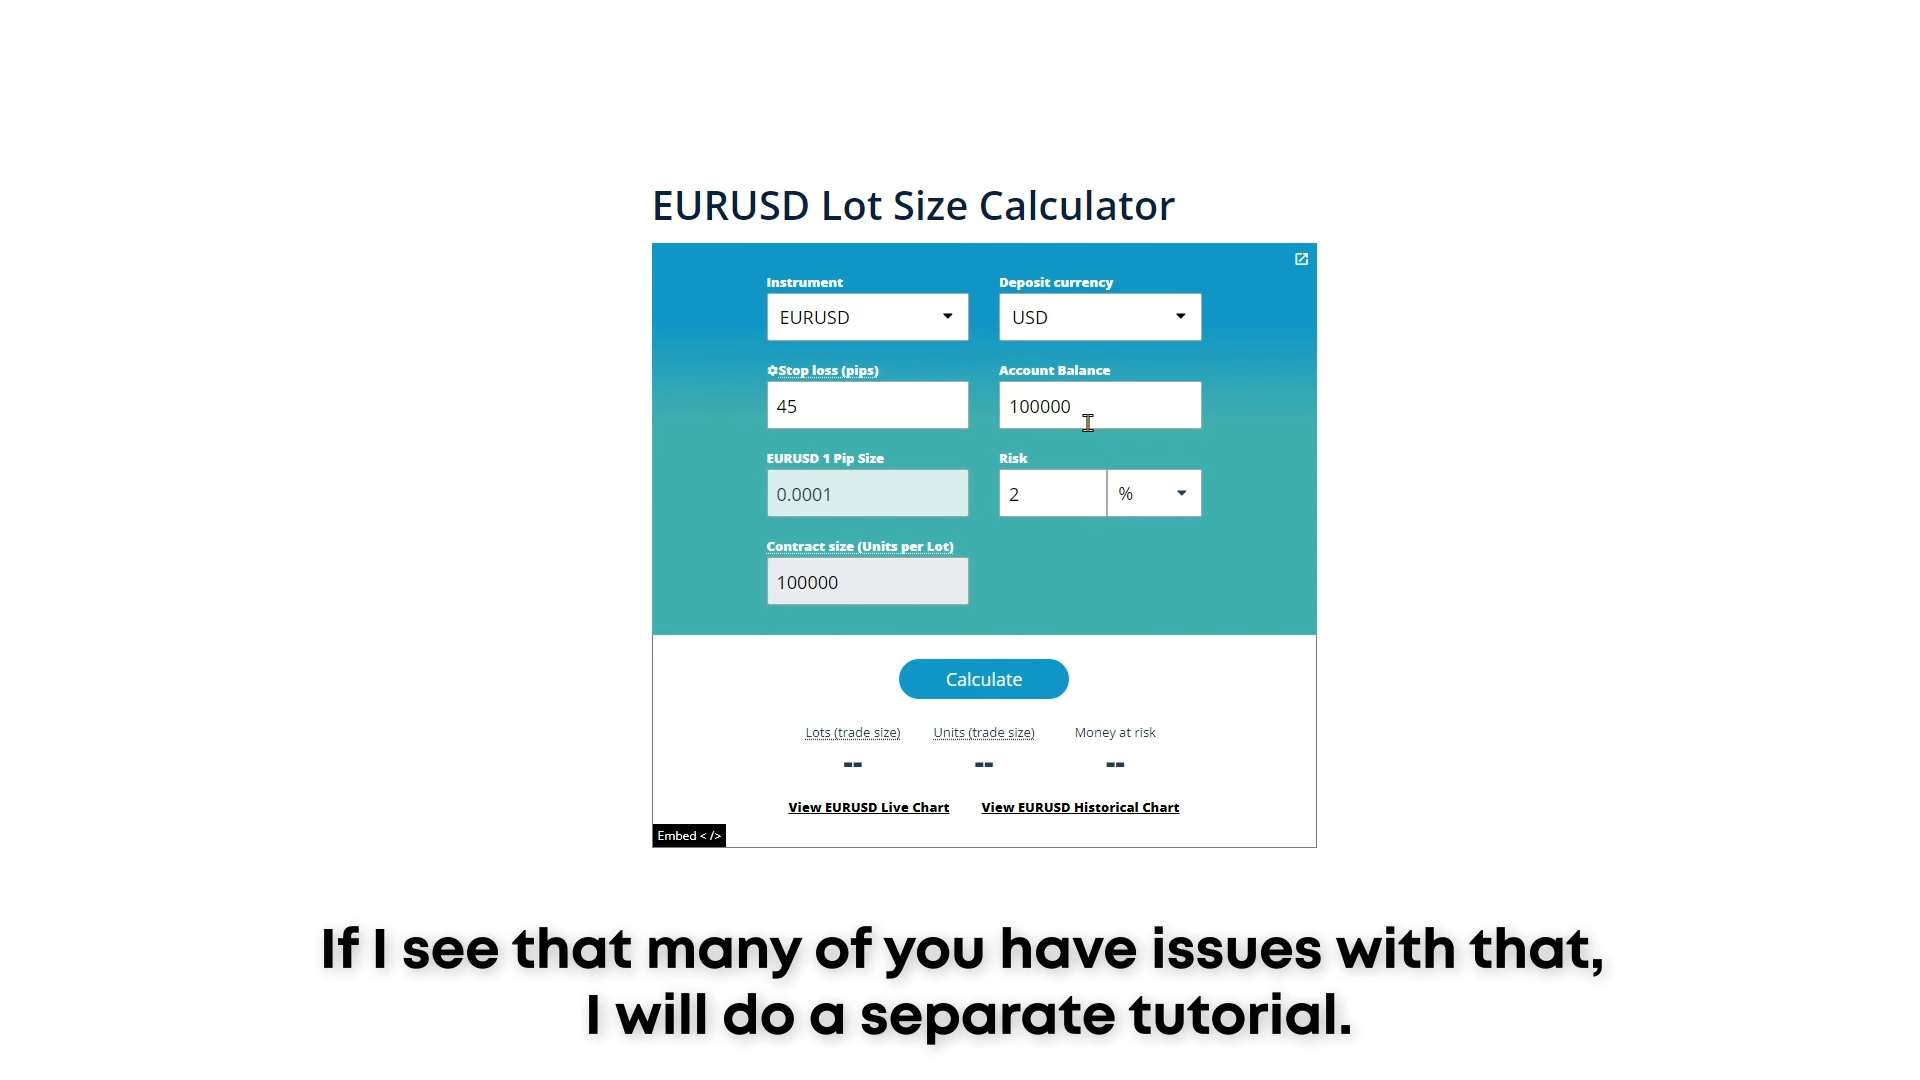 EURUSD Lot Size Calculator
Instrument Deposit currency
EURUSD USD
Stop loss (pips) Account Balance
45 100000
EURUSD 1 Pip Size Risk
0.0001 2 %
Contract size (Units per Lot)
100000
Calculate
Lots (trade size) Units (trade size) Money at risk
-- -- --
View EURUSD Live Chart View EURUSD Historical Chart
Embed < />
If I see that many of you have issues with that,
I will do a separate tutorial.